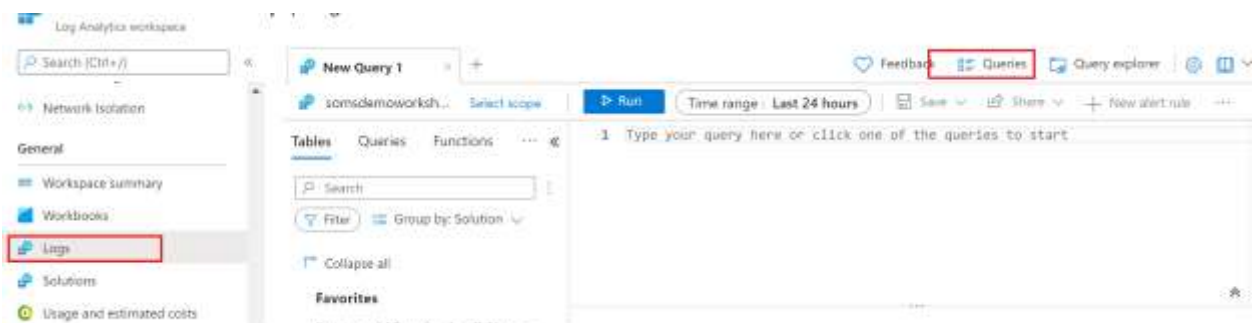 Log Analytics workspace
Search (Ctrl+/)
«
Network Isolation
General
Workspace summary
Workbooks
Logs
Solutions
Usage and estimated costs
New Query 1
×
+
Feedback
Queries
Query explorer
somsdemoworksh...
Select scope
Run
Time range : Last 24 hours
Save
Share
+ New alert rule
...
Tables
Queries
Functions
...
«
Search
Filter
Group by: Solution
Collapse all
Favorites
1 Type your query here or click one of the queries to start
...